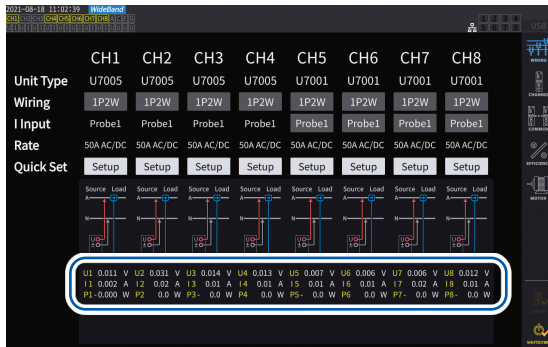 2021-08-18 11:02:39 WideBand
USB
CH1 CH2 CH3 CH4 CH5 CH6 CH7 CH8
Unit Type U7005 U7005 U7005 U7005 U7001 U7001 U7001 U7001
Wiring 1P2W 1P2W 1P2W 1P2W 1P2W 1P2W 1P2W 1P2W
I Input Probe1 Probe1 Probe1 Probe1 Probe1 Probe1 Probe1 Probe1
Rate 50A AC/DC 50A AC/DC 50A AC/DC 50A AC/DC 50A AC/DC 50A AC/DC 50A AC/DC 50A AC/DC
Quick Set Setup Setup Setup Setup Setup Setup Setup Setup
Source Load Source Load Source Load Source Load Source Load Source Load Source Load Source Load
A A A A A A A A
N N N N N N N N
U1 0.011 V U2 0.031 V U3 0.014 V U4 0.013 V U5 0.007 V U6 0.006 V U7 0.006 V U8 0.012 V
I1 0.002 A I2 0.02 A I3 0.01 A I4 0.01 A I5 0.01 A I6 0.01 A I7 0.02 A I8 0.01 A
P1-0.000 W P2 0.0 W P3- 0.0 W P4 0.0 W P5- 0.0 W P6 0.0 W P7- 0.0 W P8- 0.0 W
WIRING
CHANNEL
COMMON
EFFICIENCY
MOTOR
SHUTDOWN